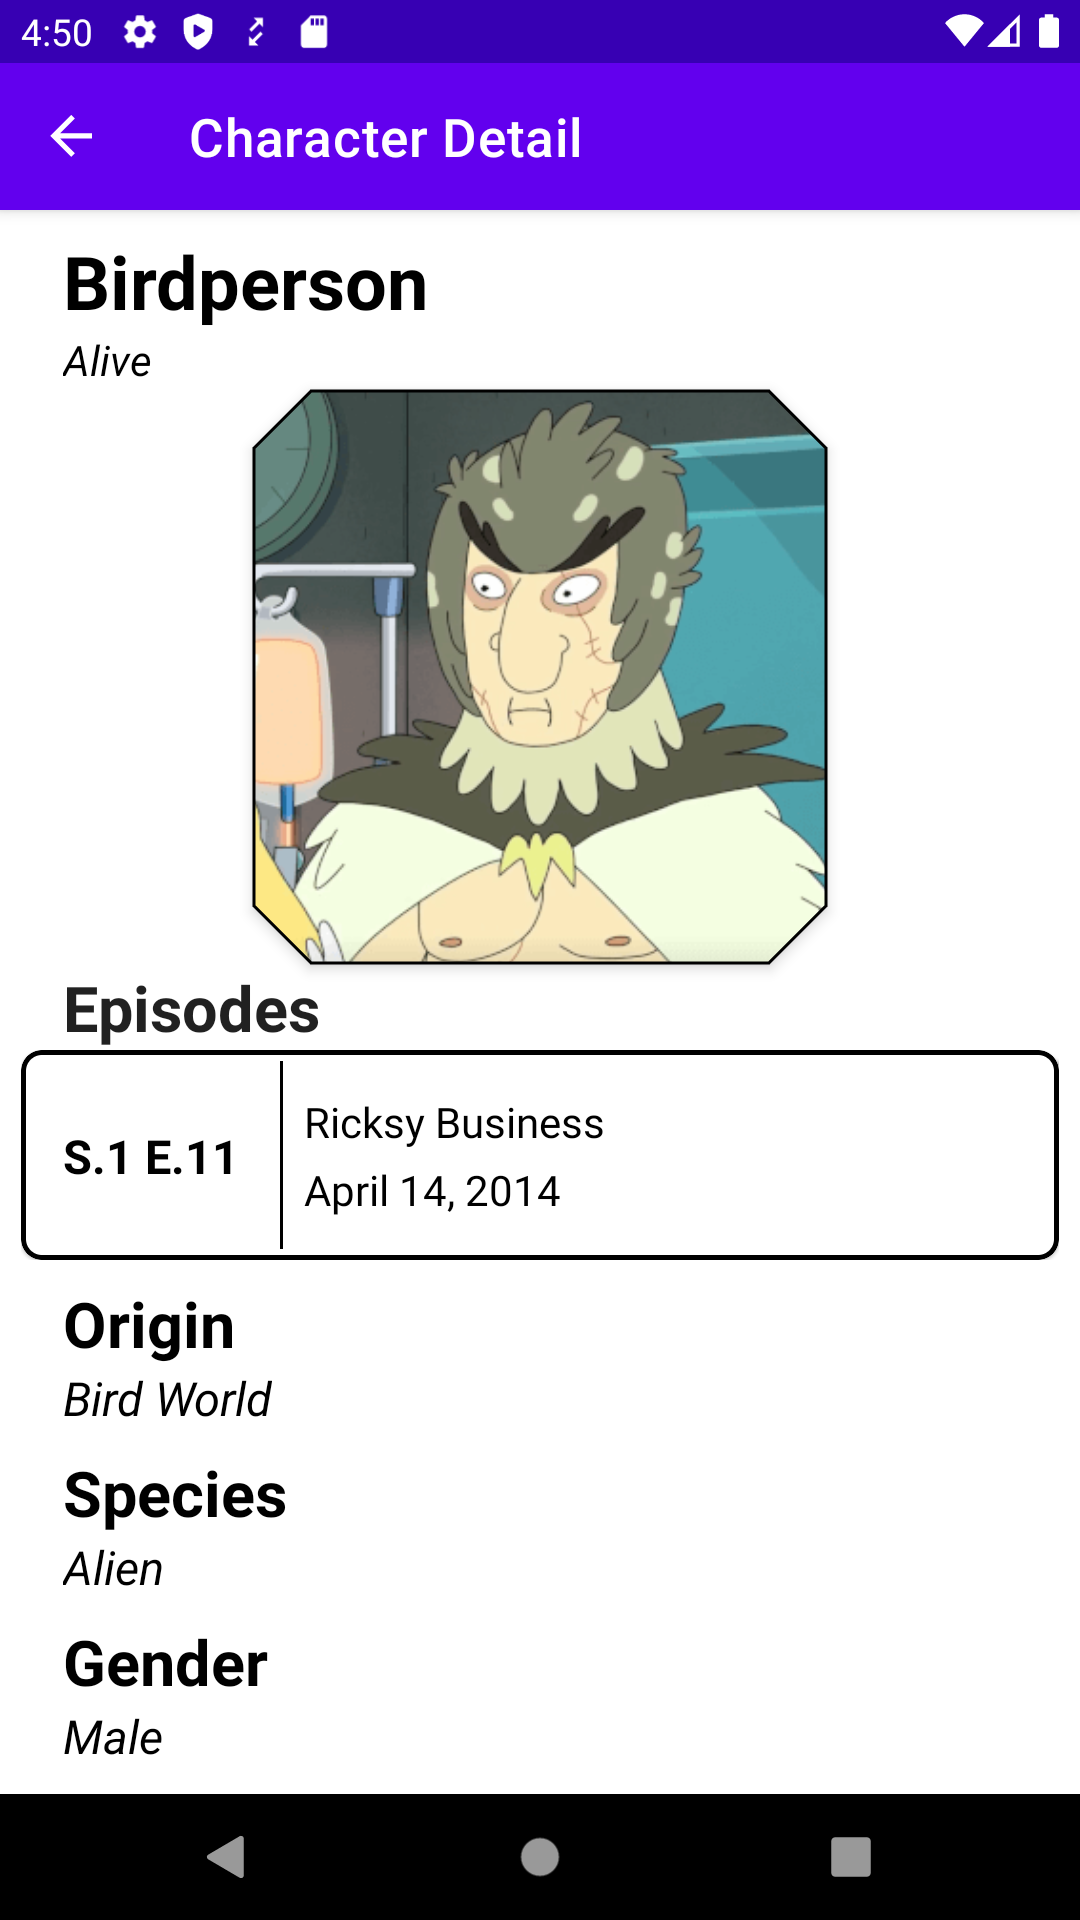 4:50
Character Detail
Birdperson
Alive
Episodes
S.1 E.11
Ricksy Business
April 14, 2014
Origin
Bird World
Species
Alien
Gender
Male